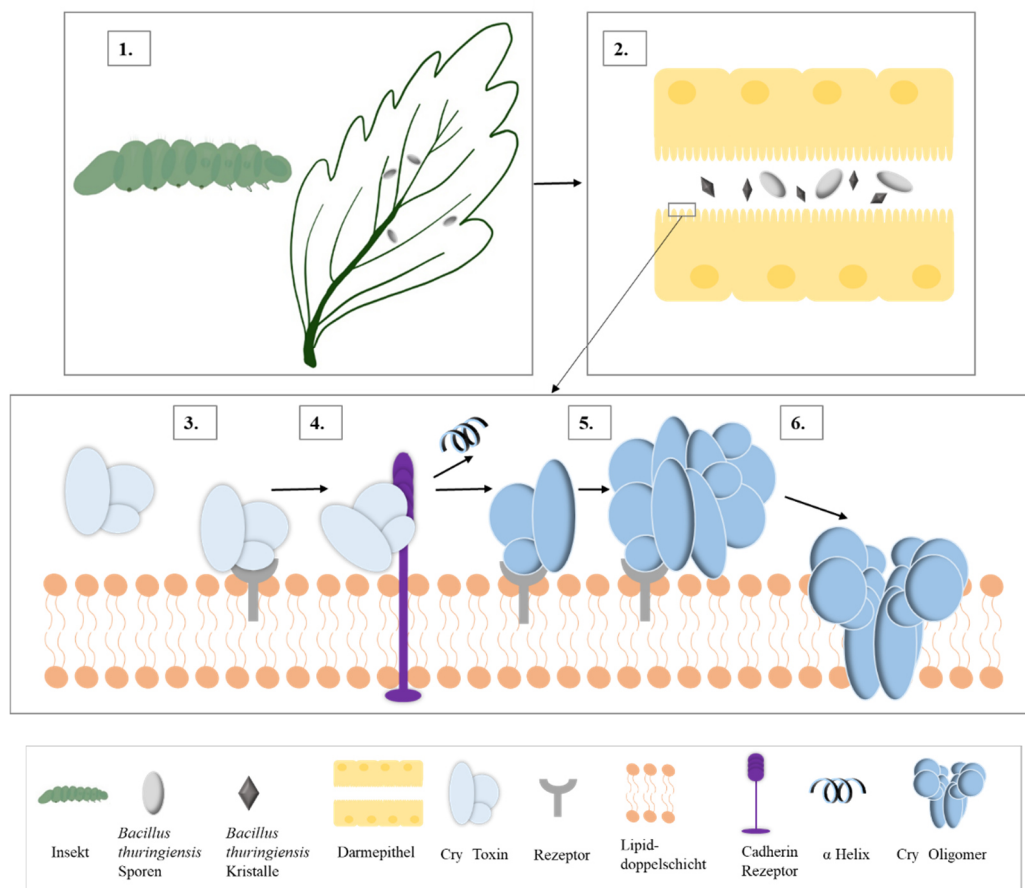 1.
2.
3.
4.
5.
6.
Insekt
Bacillus
thuringiensis
Sporen
Bacillus
thuringiensis
Kristalle
Darmepithel
Cry Toxin
Rezeptor
Lipid-
doppelschicht
Cadherin
Rezeptor
α Helix
Cry Oligomer